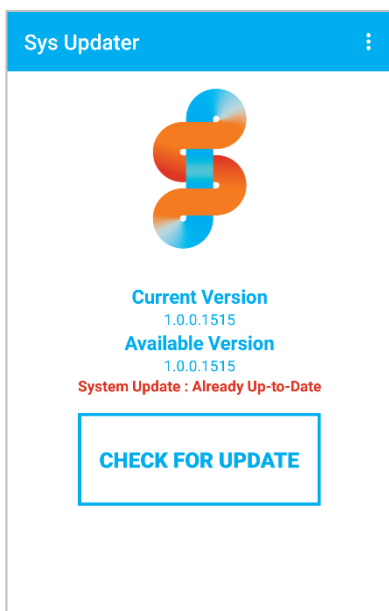 Sys Updater
Current Version
1.0.0.1515
Available Version
1.0.0.1515
System Update : Already Up-to-Date
CHECK FOR UPDATE